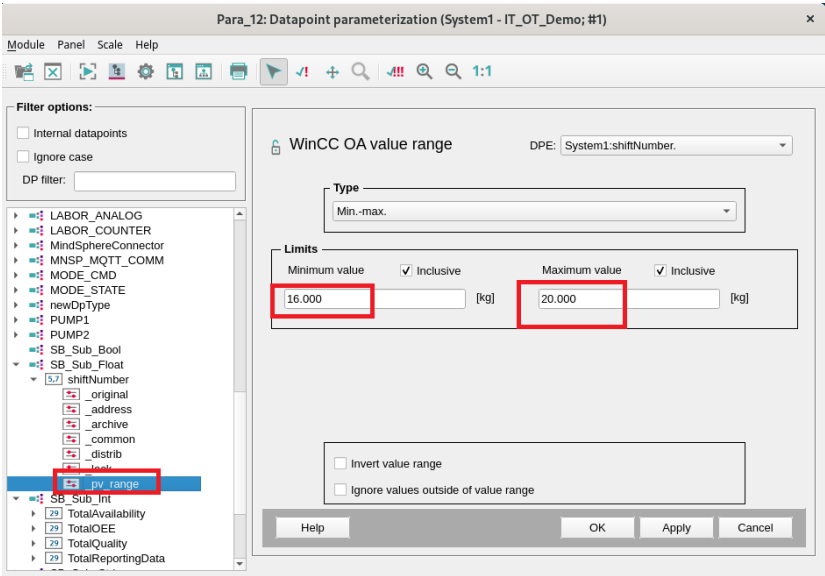 Para_12: Datapoint parameterization (System1 - IT_OT_Demo; #1)
Module Panel Scale Help
1:1
Filter options:
Internal datapoints
Ignore case
DP filter:
LABOR_ANALOG
LABOR_COUNTER
MindSphereConnector
MNSP_MQTT_COMM
MODE_CMD
MODE_STATE
newDpType
PUMP1
PUMP2
SB_Sub_Bool
SB_Sub_Float
5,7 shiftNumber
_original
_address
_archive
_common
_distrib
_lock
_pv_range
SB_Sub_Int
29 TotalAvailability
29 TotalOEE
29 TotalQuality
29 TotalReportingData
WinCC OA value range
DPE: System1:shiftNumber.
Type
Min.-max.
Limits
Minimum value Inclusive Maximum value Inclusive
16.000 [kg] 20.000 [kg]
Invert value range
Ignore values outside of value range
Help OK Apply Cancel